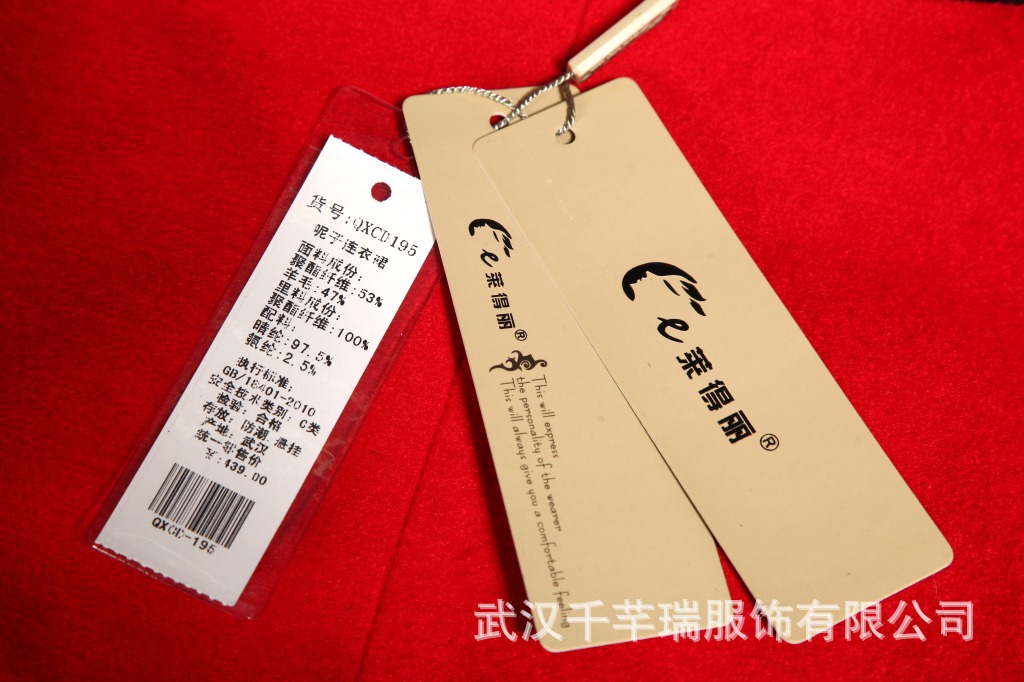 货号:QXCD195
呢子连衣裙
面料成份:
聚酯纤维:53%
羊毛:47%
里料成份:
聚酯纤维:100%
配料:
腈纶:97.5%
氨纶:2.5%
执行标准:
GB/18401-2010
安全技术类别: C类
检验: 合格
存放: 防潮 悬挂
产地: 武汉
统一零售价
¥:439.00
QXCD-195
e莱得丽®
This will express
the personality of the wearer
This will always give you a comfortable feeling
e莱得丽®
武汉千芊瑞服饰有限公司